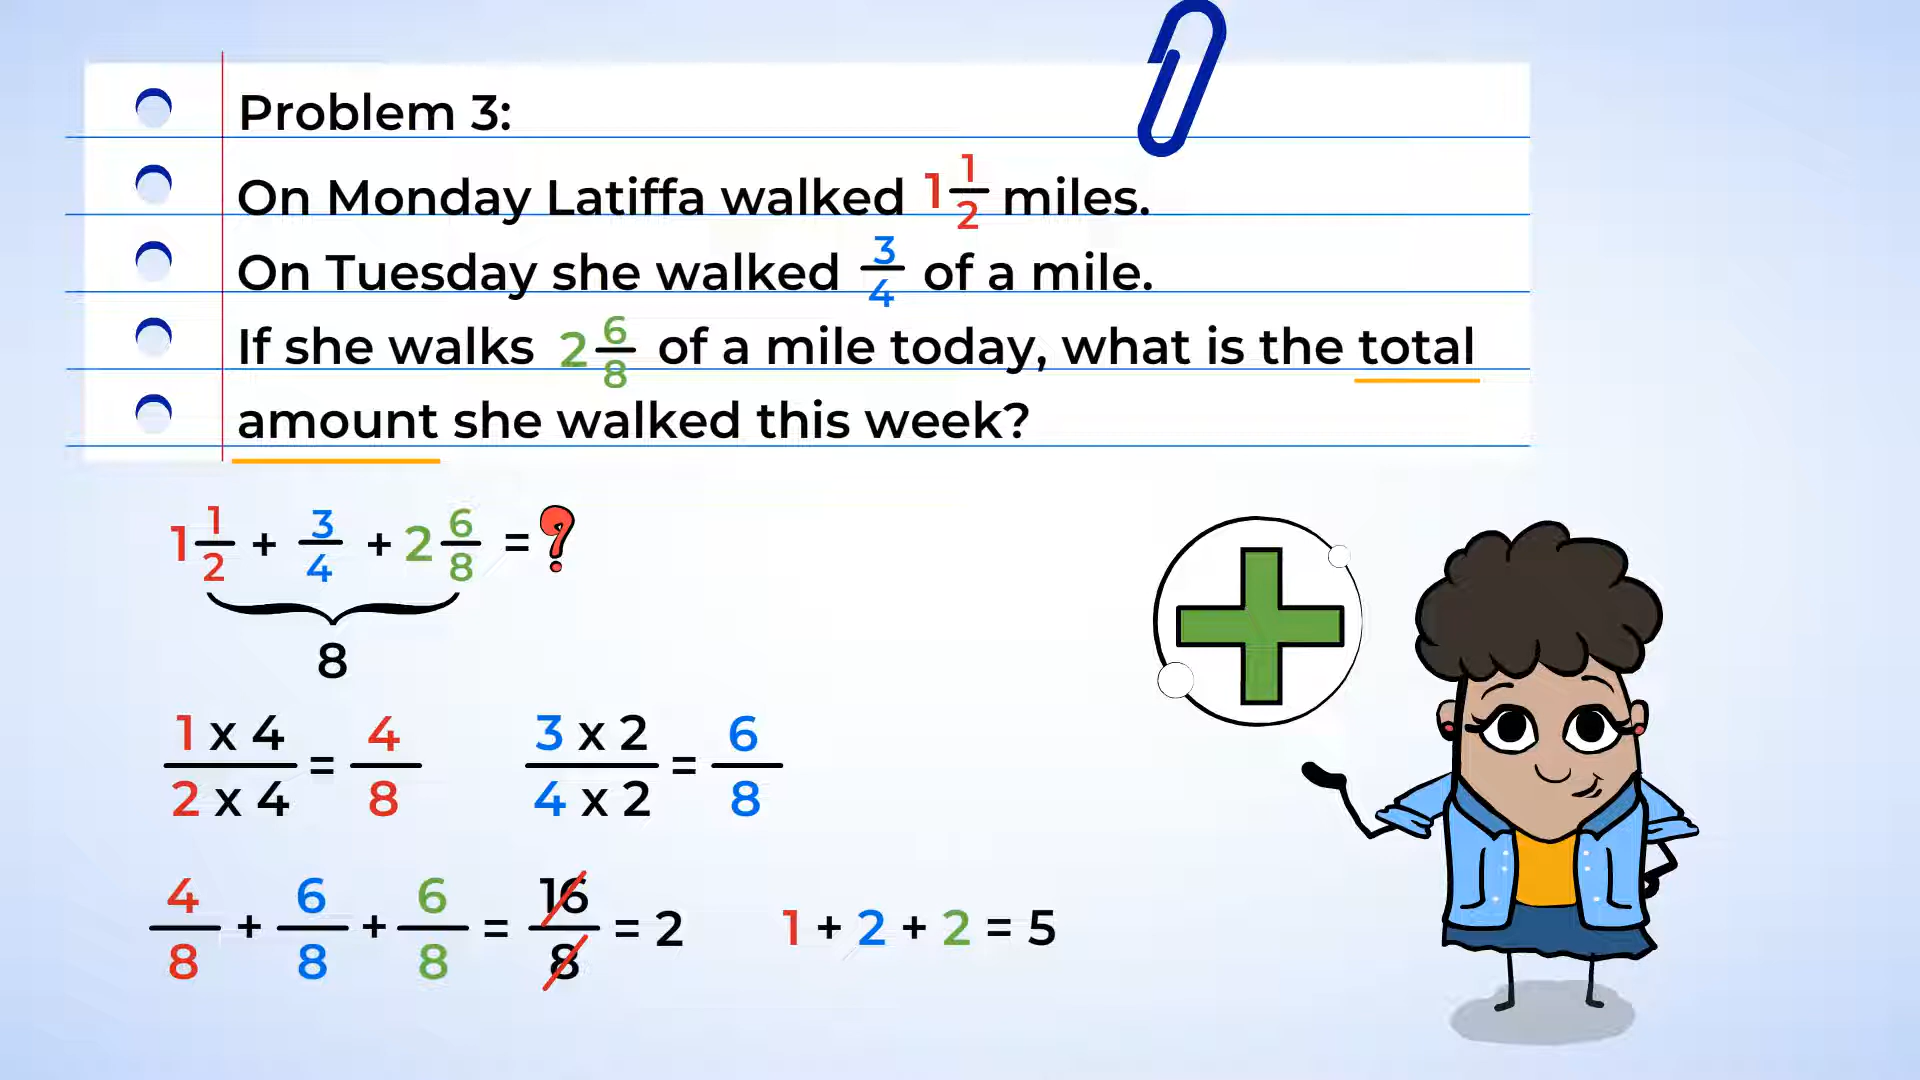 Problem 3:
On Monday Latiffa walked 1 1/2 miles.
On Tuesday she walked 3/4 of a mile.
If she walks 2 6/8 of a mile today, what is the total
amount she walked this week?
1 1/2 + 3/4 + 2 6/8 = ?
8
1 x 4 / 2 x 4 = 4/8    3 x 2 / 4 x 2 = 6/8
4/8 + 6/8 + 6/8 = 16/8 = 2    1 + 2 + 2 = 5